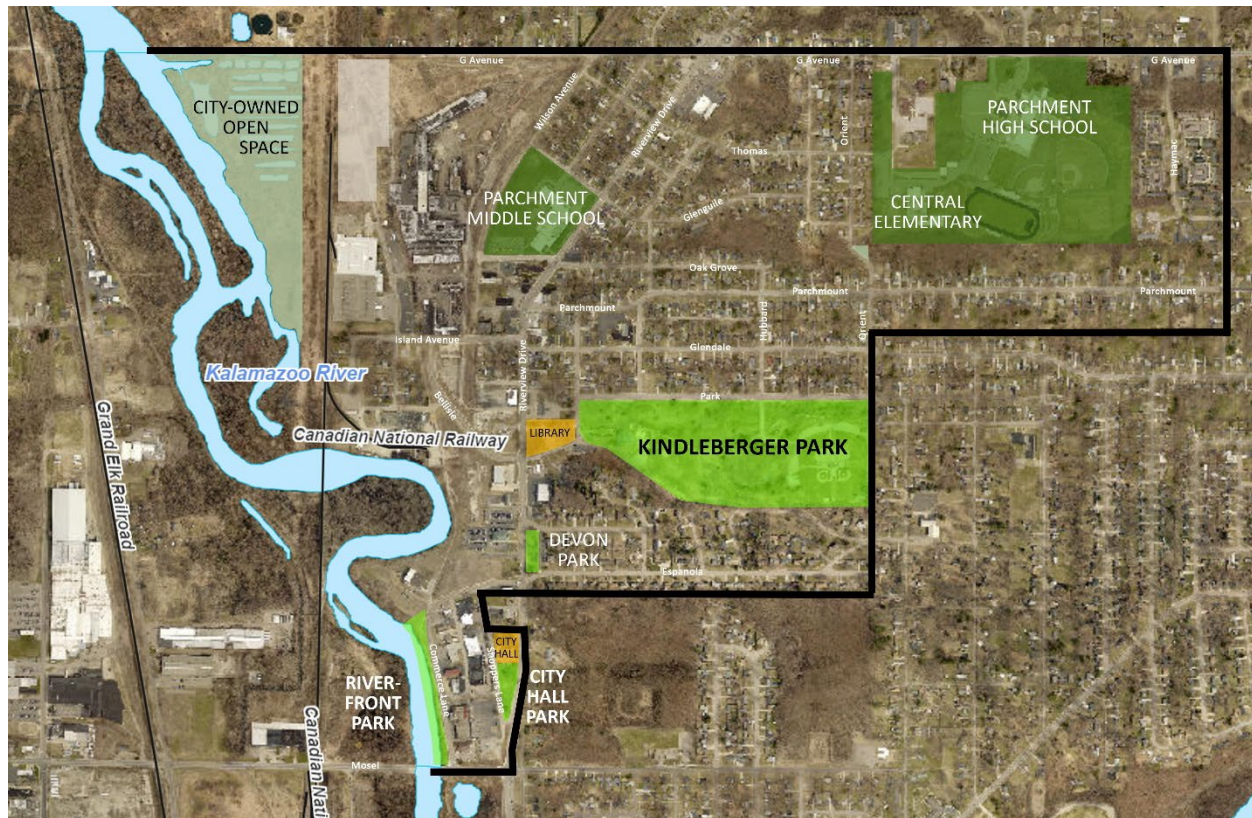 G Avenue
G Avenue
G Avenue
CITY-OWNED
OPEN
SPACE
Wilson Avenue
Riverview Drive
Orient
PARCHMENT
HIGH SCHOOL
Thomas
Haymac
PARCHMENT
MIDDLE SCHOOL
Glenguile
CENTRAL
ELEMENTARY
Oak Grove
Parchmount
Parchmount
Parchmount
Hubbard
Orient
Island Avenue
Glendale
Kalamazoo River
Riverview Drive
Bellisle
Park
Grand Elk Railroad
Canadian National Railway
LIBRARY
KINDLEBERGER PARK
DEVON
PARK
Espanola
Commerce Lane
Shoppers Lane
CITY
HALL
RIVER-
FRONT
PARK
CITY
HALL
PARK
Canadian Nati
Mosel